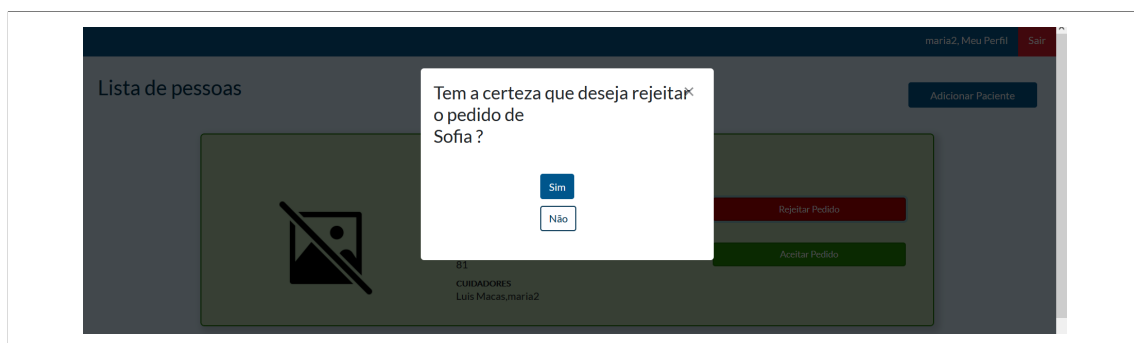 maria2, Meu Perfil Sair
Lista de pessoas
Adicionar Paciente
Tem a certeza que deseja rejeitar ×
o pedido de
Sofia ?
Sim
Não
Rejeitar Pedido
Aceitar Pedido
81
CUIDADORES
Luís Macas,maria2